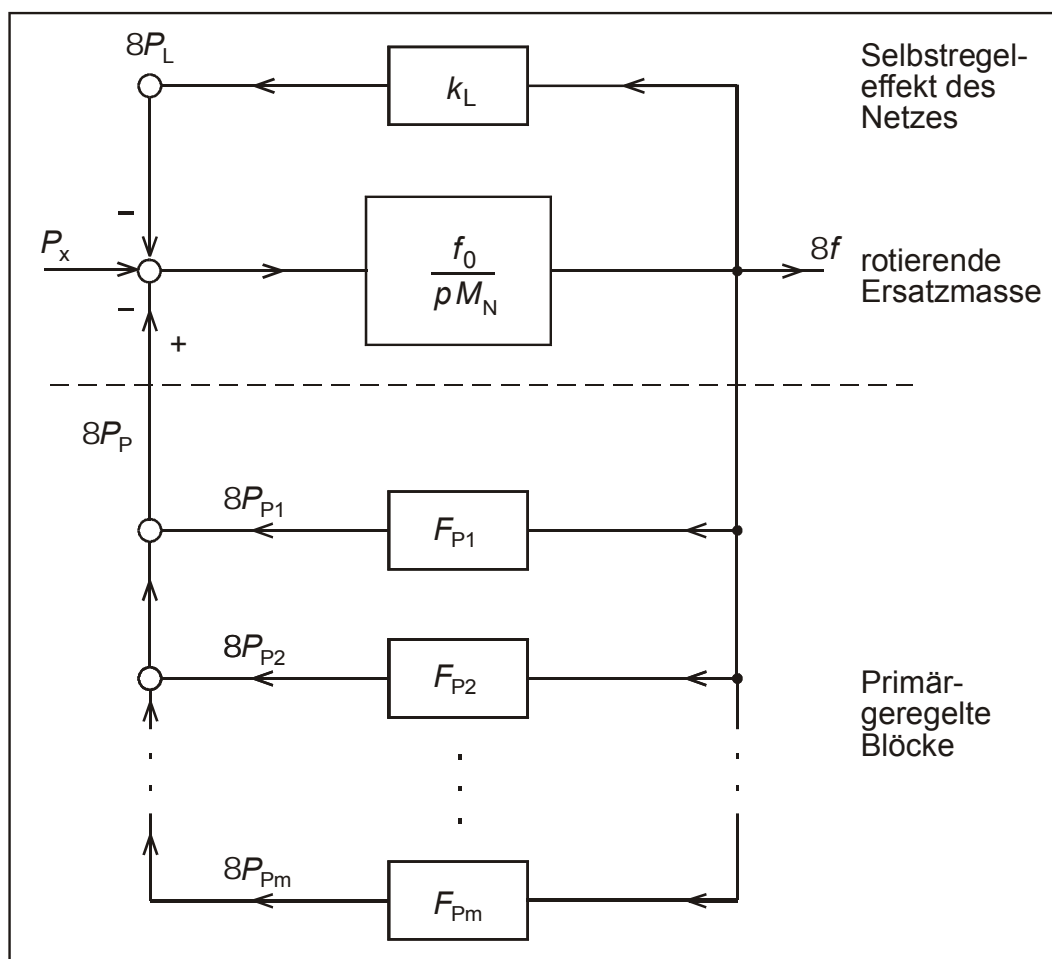 8P_L
k_L
Selbstregel-
effekt des
Netzes
−
P_x
f_0
p M_N
8f
rotierende
Ersatzmasse
−
+
8P_P
8P_P1
F_P1
8P_P2
F_P2
Primär-
geregelte
Blöcke
8P_Pm
F_Pm